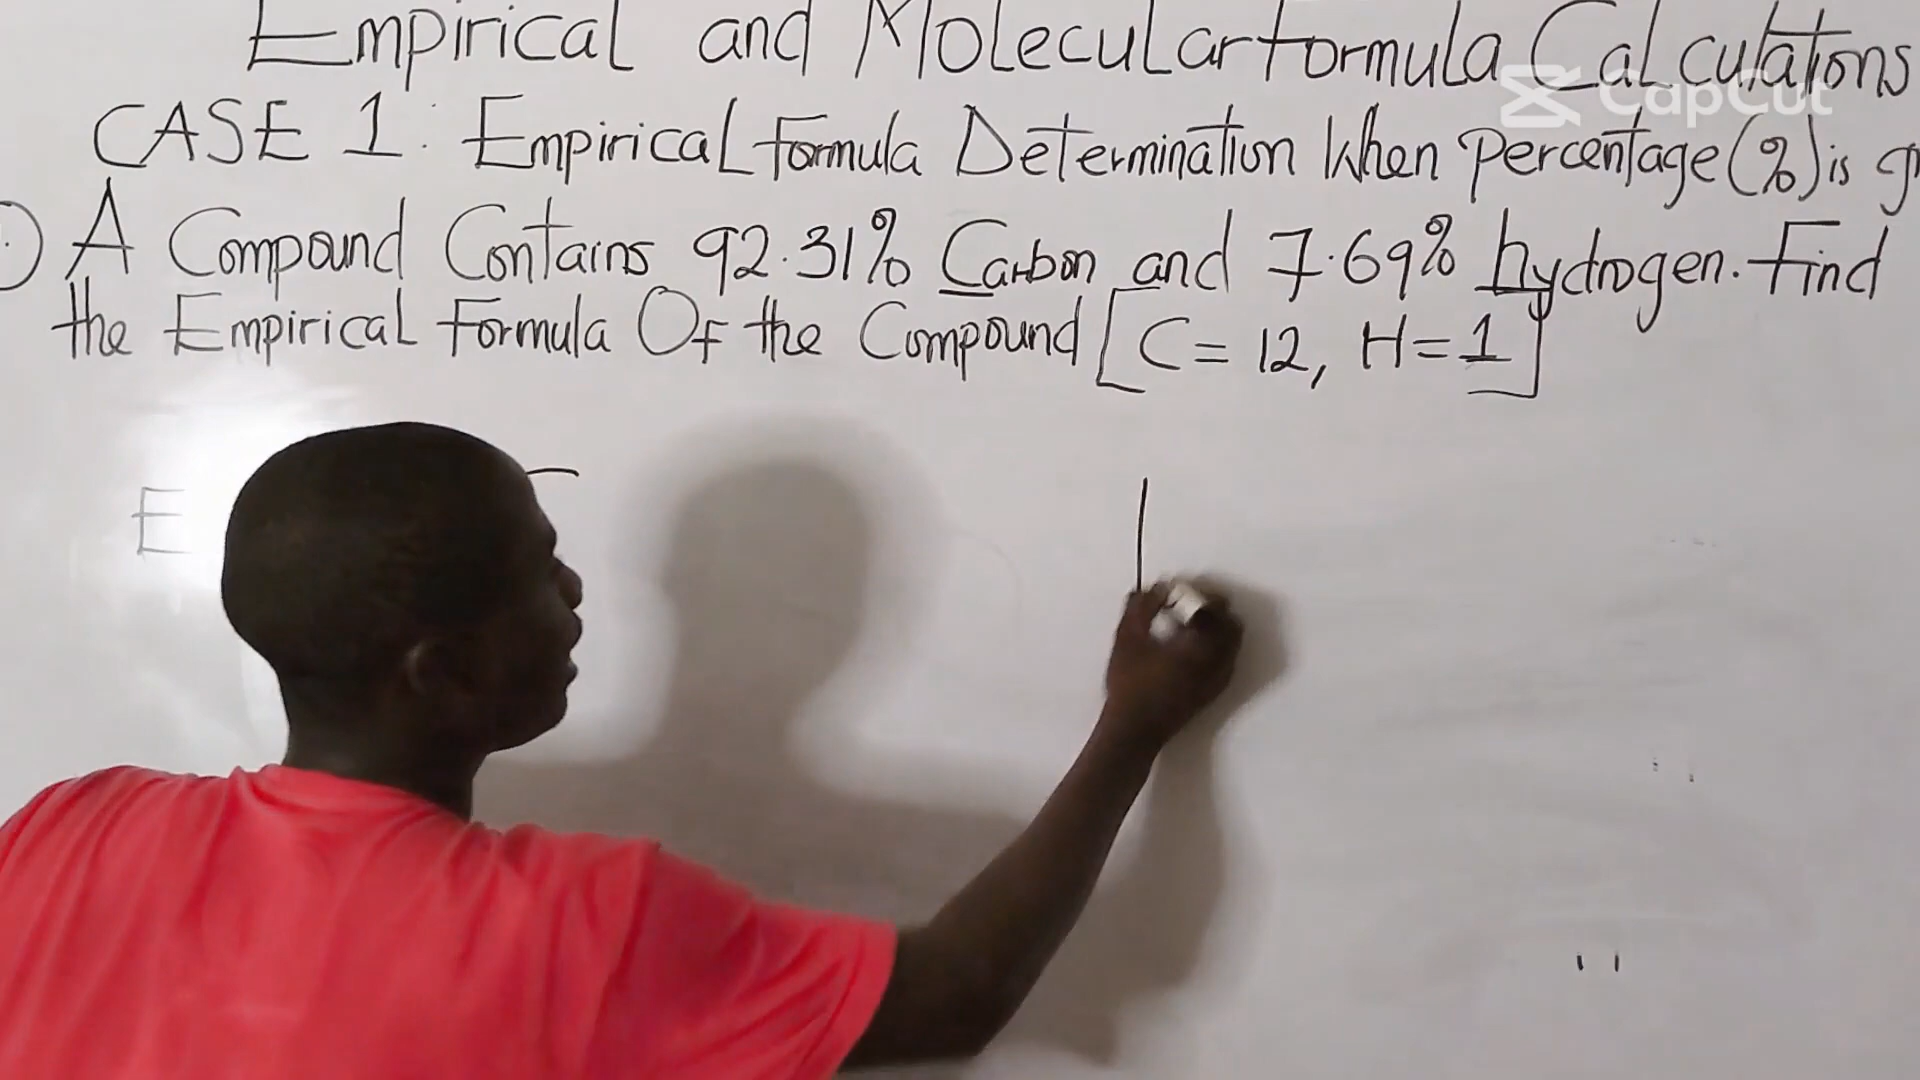 Empirical and Molecular formula Calculations
CASE 1: Empirical formula Determination When Percentage (%) is
A Compound Contains 92.31% Carbon and 7.69% hydrogen. Find
the Empirical Formula Of the Compound [C = 12, H = 1]
E
CapCut